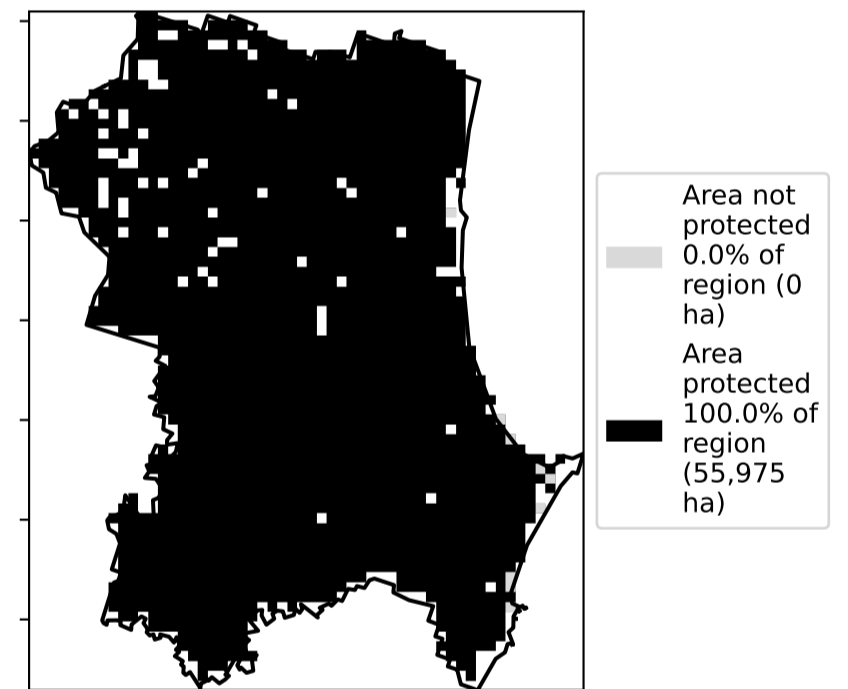 Area not
protected
0.0% of
region (0
ha)
Area
protected
100.0% of
region
(55,975
ha)